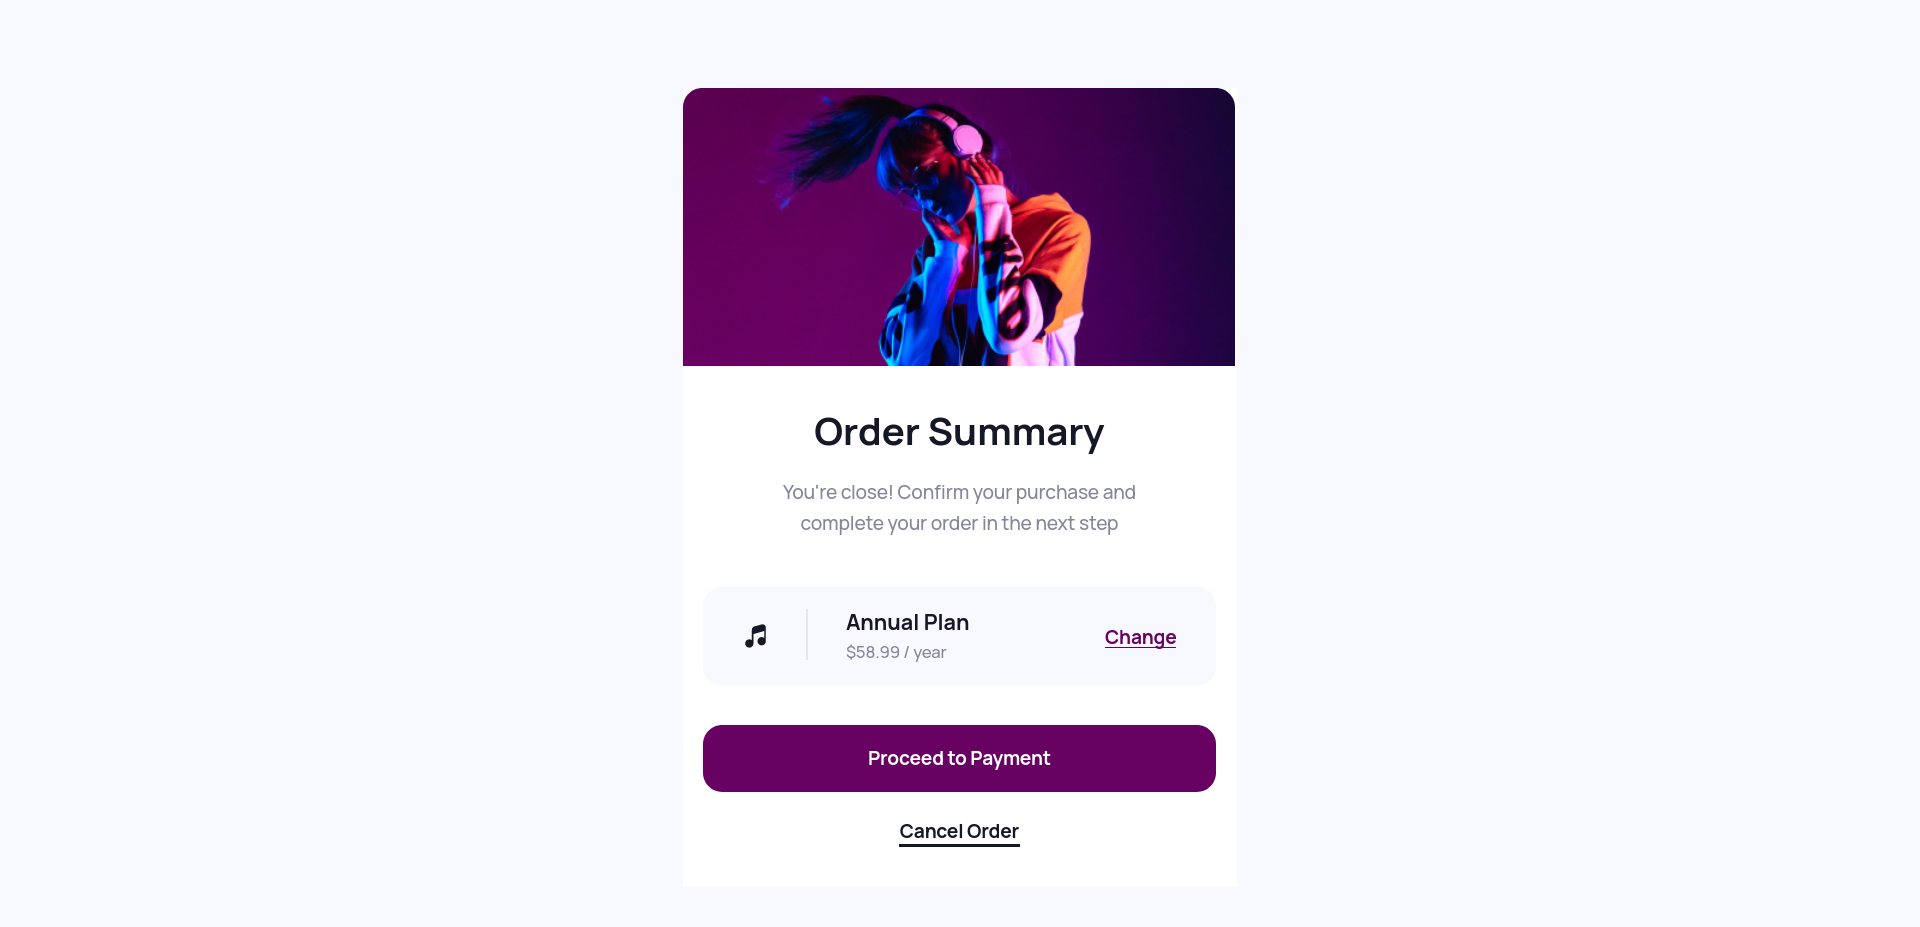 Order Summary
You're close! Confirm your purchase and
complete your order in the next step
Annual Plan
$58.99 / year
Change
Proceed to Payment
Cancel Order